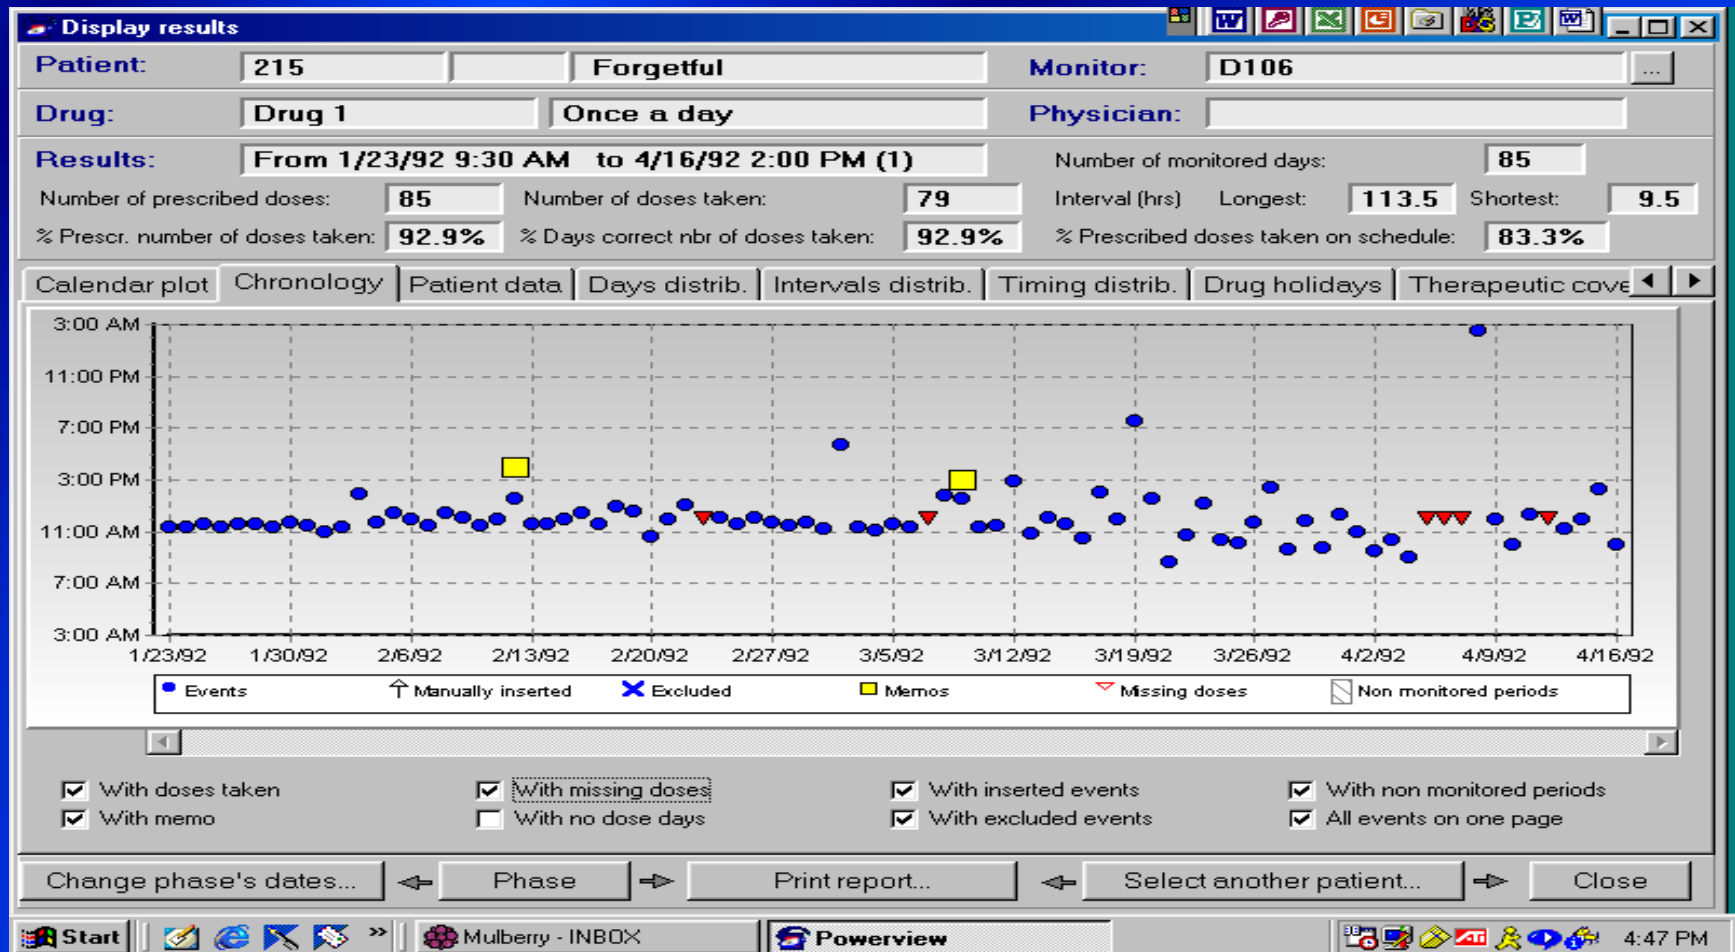 Display results
Patient: 215 Forgetful Monitor: D106 ...
Drug: Drug 1 Once a day Physician:
Results: From 1/23/92 9:30 AM to 4/16/92 2:00 PM (1) Number of monitored days: 85
Number of prescribed doses: 85 Number of doses taken: 79 Interval (hrs) Longest: 113.5 Shortest: 9.5
% Prescr. number of doses taken: 92.9% % Days correct nbr of doses taken: 92.9% % Prescribed doses taken on schedule: 83.3%
Calendar plot Chronology Patient data Days distrib. Intervals distrib. Timing distrib. Drug holidays Therapeutic cove
3:00 AM
11:00 PM
7:00 PM
3:00 PM
11:00 AM
7:00 AM
3:00 AM
1/23/92 1/30/92 2/6/92 2/13/92 2/20/92 2/27/92 3/5/92 3/12/92 3/19/92 3/26/92 4/2/92 4/9/92 4/16/92
Events Manually inserted Excluded Memos Missing doses Non monitored periods
With doses taken With missing doses With inserted events With non monitored periods
With memo With no dose days With excluded events All events on one page
Change phase's dates... Phase Print report... Select another patient... Close
Start » Mulberry - INBOX Powerview 4:47 PM